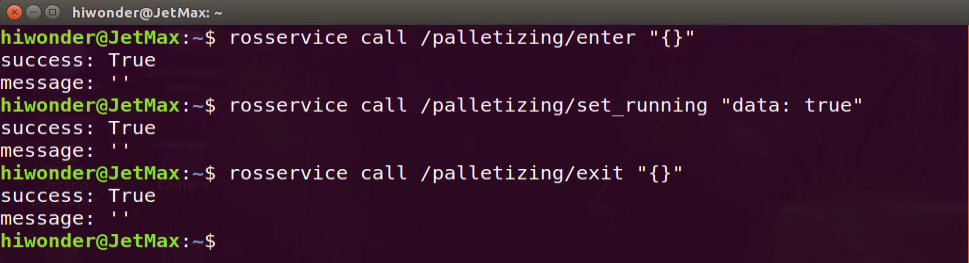 hiwonder@JetMax: ~
hiwonder@JetMax:~$ rosservice call /palletizing/enter "{}"
success: True
message: ''
hiwonder@JetMax:~$ rosservice call /palletizing/set_running "data: true"
success: True
message: ''
hiwonder@JetMax:~$ rosservice call /palletizing/exit "{}"
success: True
message: ''
hiwonder@JetMax:~$